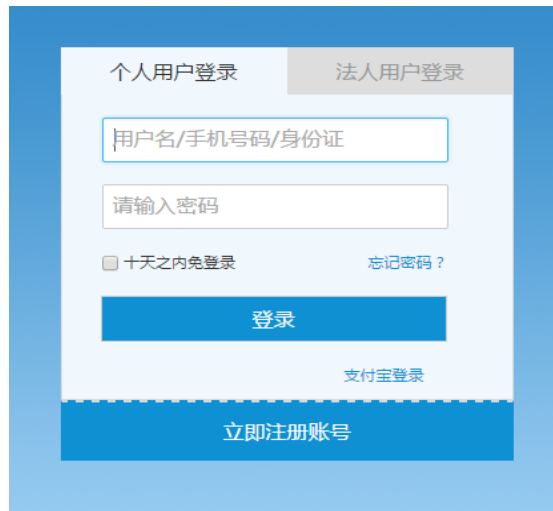 个人用户登录 法人用户登录
用户名/手机号码/身份证
请输入密码
十天之内免登录 忘记密码？
登录
支付宝登录
立即注册账号